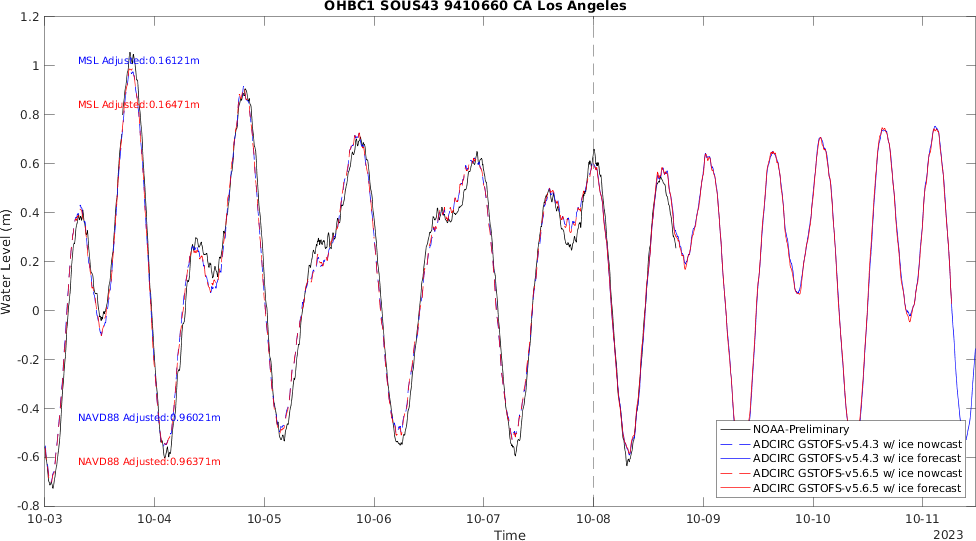 OHBC1 SOUS43 9410660 CA Los Angeles
1.2
1
0.8
0.6
0.4
0.2
0
-0.2
-0.4
-0.6
-0.8
Water Level (m)
MSL Adjusted:0.16121m
MSL Adjusted:0.16471m
NAVD88 Adjusted:0.96021m
NAVD88 Adjusted:0.96371m
NOAA-Preliminary
ADCIRC GSTOFS-v5.4.3 w/ ice nowcast
ADCIRC GSTOFS-v5.4.3 w/ ice forecast
ADCIRC GSTOFS-v5.6.5 w/ ice nowcast
ADCIRC GSTOFS-v5.6.5 w/ ice forecast
10-03 10-04 10-05 10-06 10-07 10-08 10-09 10-10 10-11
Time
2023